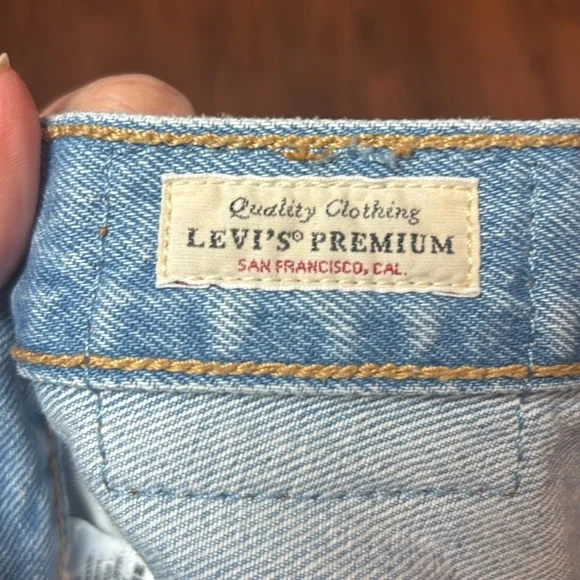 Quality Clothing
LEVI'S® PREMIUM
SAN FRANCISCO, CAL.